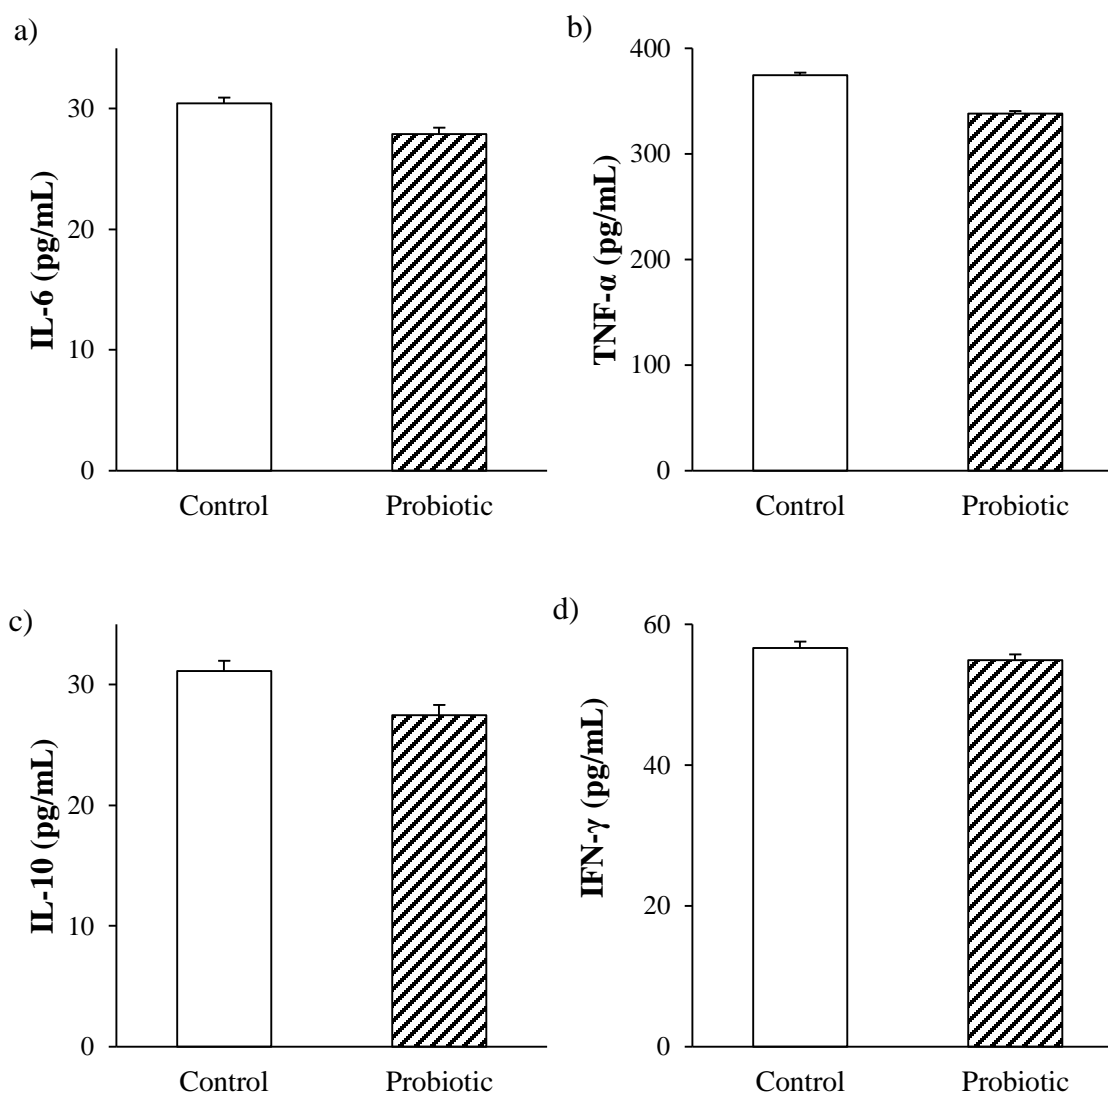 a)
IL-6 (pg/mL)
30
20
10
0
Control Probiotic
b)
TNF-α (pg/mL)
400
300
200
100
0
Control Probiotic
c)
IL-10 (pg/mL)
30
20
10
0
Control Probiotic
d)
IFN-γ (pg/mL)
60
40
20
0
Control Probiotic